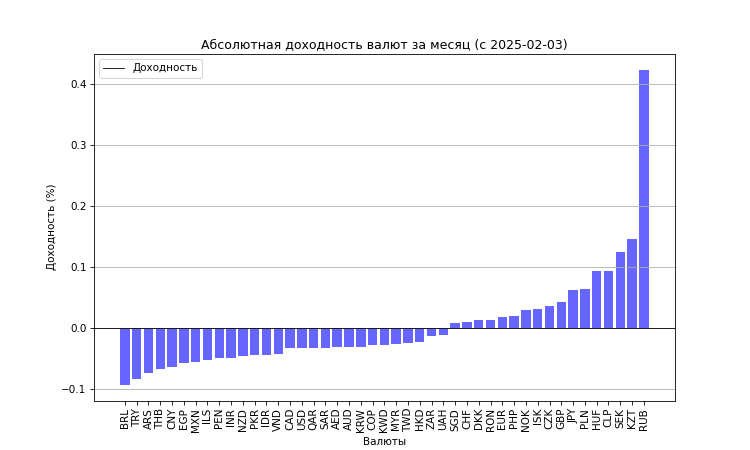 Абсолютная доходность валют за месяц (с 2025-02-03)
Доходность
Доходность (%)
0.4
0.3
0.2
0.1
0.0
−0.1
BRL TRY ARS THB CNY EGP MXN ILS PEN INR NZD PKR IDR VND CAD USD QAR SAR AED AUD KRW COP KWD MYR TWD HKD ZAR UAH SGD CHF DKK RON EUR PHP NOK ISK CZK GBP JPY PLN HUF CLP SEK KZT RUB
Валюты